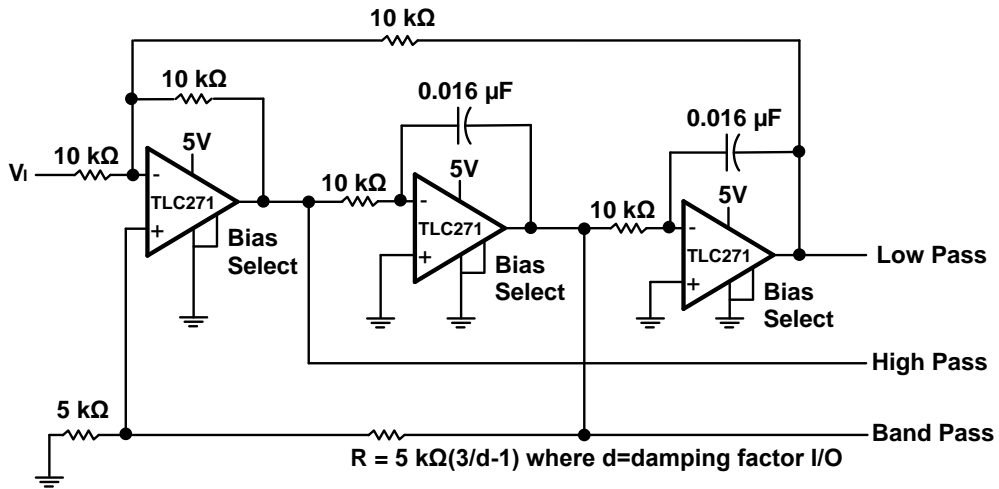 10 kΩ
10 kΩ
0.016 µF
0.016 µF
5V
10 kΩ
5V
VI
-
10 kΩ
-
5V
10 kΩ
TLC271
-
TLC271
+
Bias
Select
+
Bias
Select
TLC271
Low Pass
+
Bias
Select
High Pass
5 kΩ
Band Pass
R = 5 kΩ(3/d-1) where d=damping factor I/O